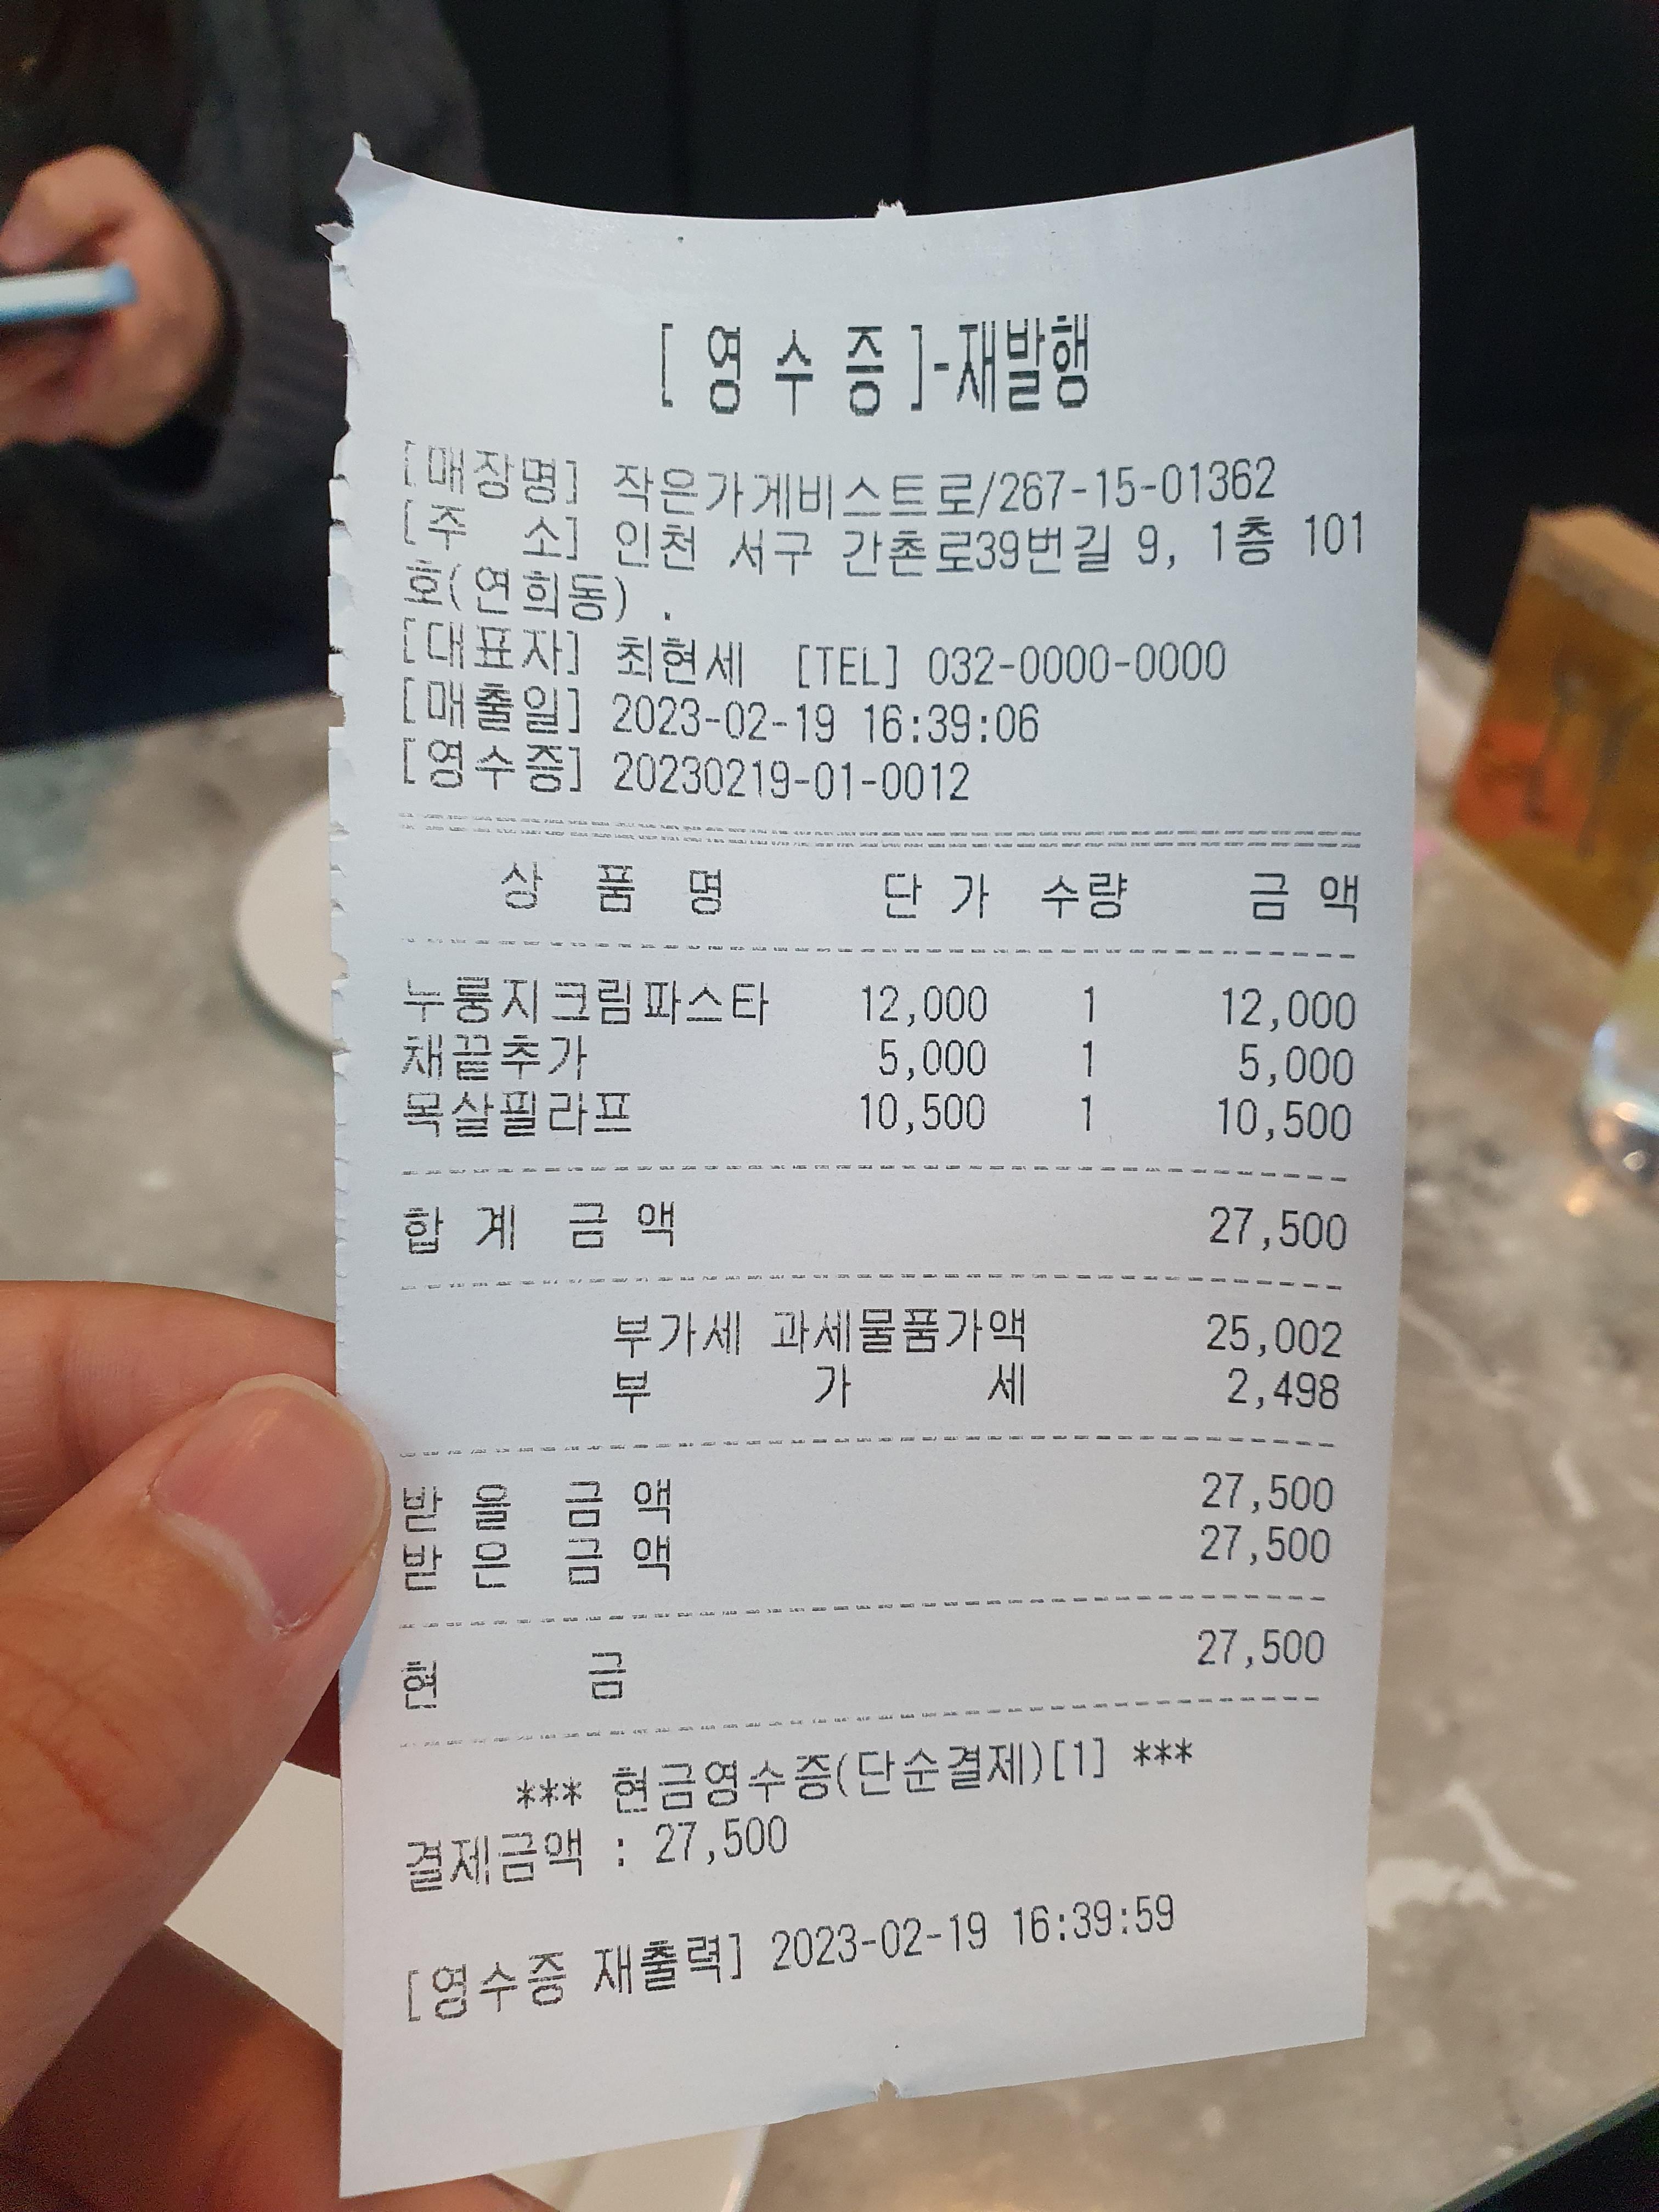 [ 영 수 증 ]-재발행
[매장명] 작은가게비스트로/267-15-01362
[주 소] 인천 서구 간촌로39번길 9, 1층 101
호(연희동) .
[대표자] 최현세 [TEL] 032-0000-0000
[매출일] 2023-02-19 16:39:06
[영수증] 20230219-01-0012
상 품 명 단 가 수량 금 액
누룽지크림파스타 12,000 1 12,000
채끝추가 5,000 1 5,000
목살필라프 10,500 1 10,500
합 계 금 액 27,500
부가세 과세물품가액 25,002
부 가 세 2,498
받 을 금 액 27,500
받 은 금 액 27,500
현 금 27,500
*** 현금영수증(단순결제)[1] ***
결제금액 : 27,500
[영수증 재출력] 2023-02-19 16:39:59